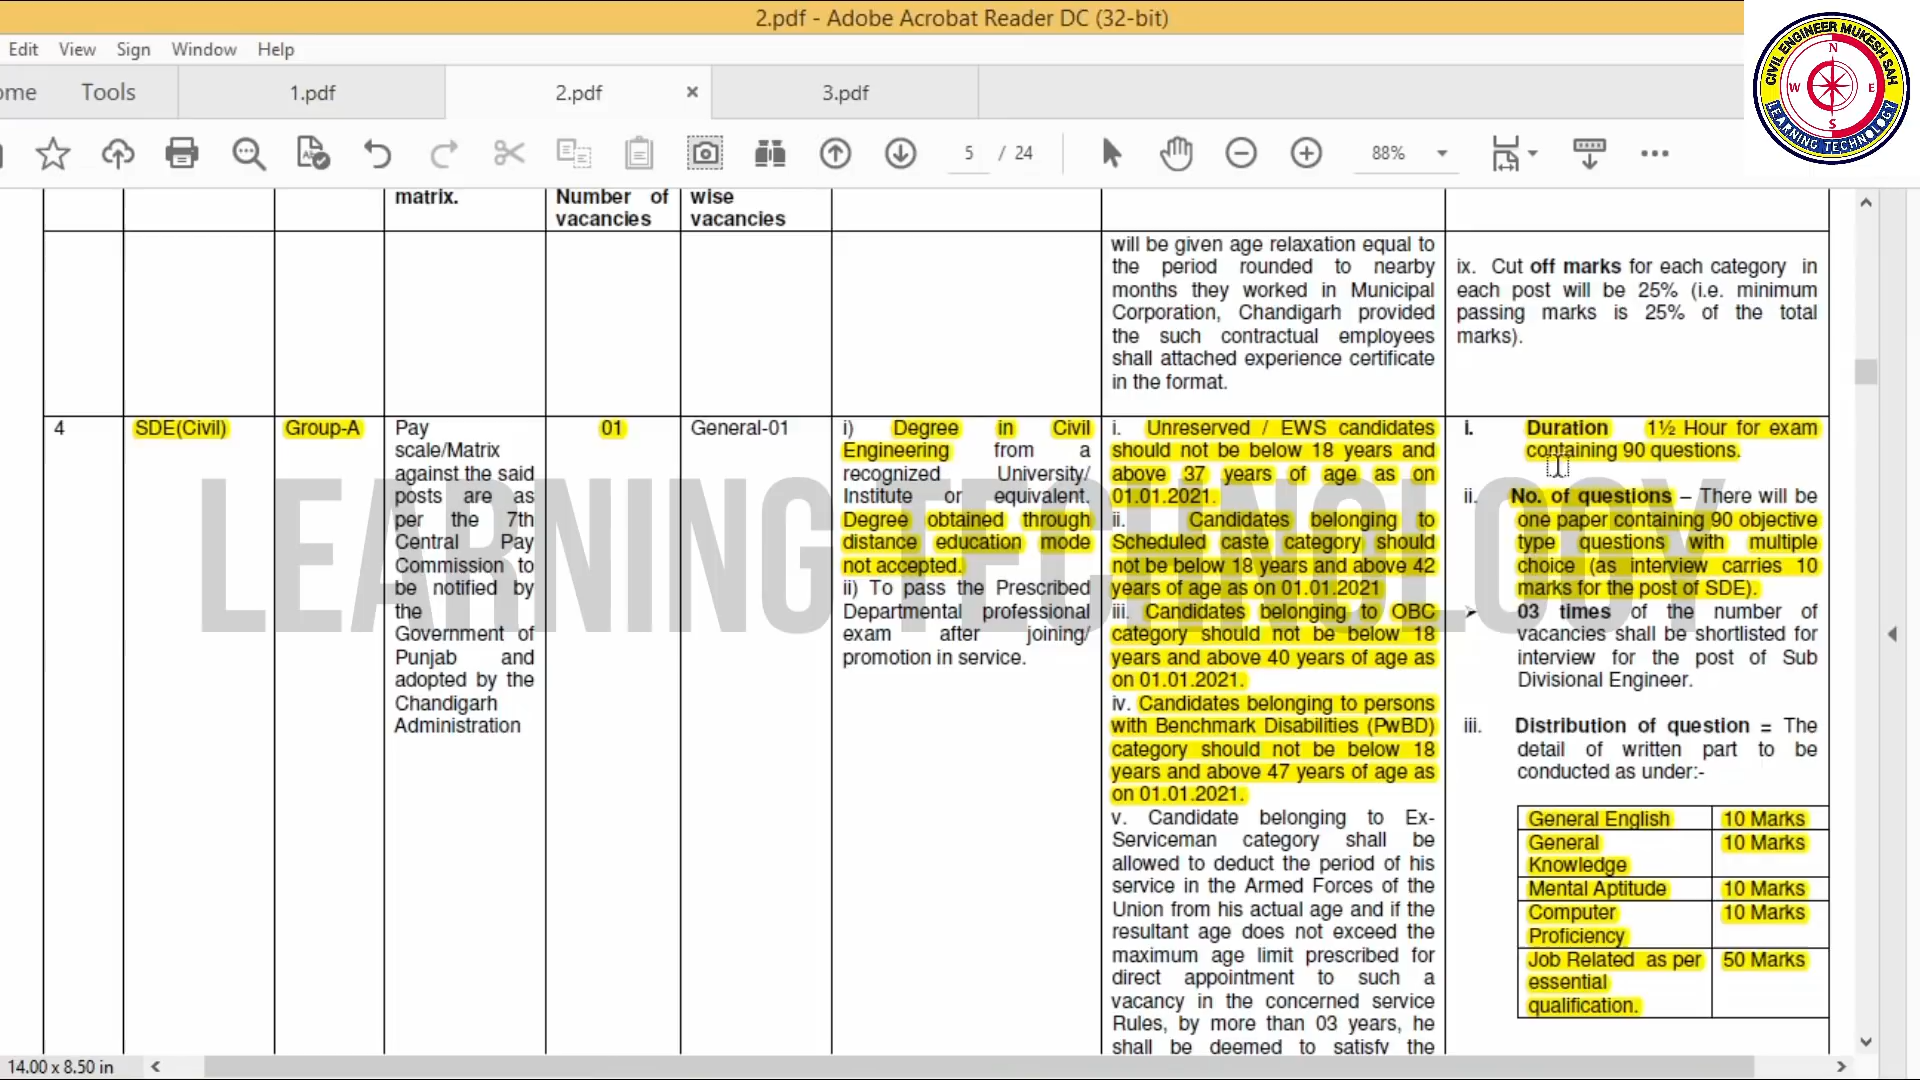 2.pdf - Adobe Acrobat Reader DC (32-bit)
Edit View Sign Window Help
ome Tools 1.pdf 2.pdf × 3.pdf
5 / 24 88%
CIVIL ENGINEER MUKESH SAH
N
W E
S
LEARNING TECHNOLOGY
matrix.
Number of
vacancies
wise
vacancies
will be given age relaxation equal to
the period rounded to nearby
months they worked in Municipal
Corporation, Chandigarh provided
the such contractual employees
shall attached experience certificate
in the format.
ix. Cut off marks for each category in
each post will be 25% (i.e. minimum
passing marks is 25% of the total
marks).
4
SDE(Civil)
Group-A
Pay
scale/Matrix
against the said
posts are as
per the 7th
Central Pay
Commission to
be notified by
the
Government of
Punjab and
adopted by the
Chandigarh
Administration
01
General-01
i) Degree in Civil
Engineering from a
recognized University/
Institute or equivalent.
Degree obtained through
distance education mode
not accepted.
ii) To pass the Prescribed
Departmental professional
exam after joining/
promotion in service.
i. Unreserved / EWS candidates
should not be below 18 years and
above 37 years of age as on
01.01.2021.
ii. Candidates belonging to
Scheduled caste category should
not be below 18 years and above 42
years of age as on 01.01.2021
iii. Candidates belonging to OBC
category should not be below 18
years and above 40 years of age as
on 01.01.2021.
iv. Candidates belonging to persons
with Benchmark Disabilities (PwBD)
category should not be below 18
years and above 47 years of age as
on 01.01.2021.
v. Candidate belonging to Ex-
Serviceman category shall be
allowed to deduct the period of his
service in the Armed Forces of the
Union from his actual age and if the
resultant age does not exceed the
maximum age limit prescribed for
direct appointment to such a
vacancy in the concerned service
Rules, by more than 03 years, he
shall be deemed to satisfy the
i. Duration 1½ Hour for exam
containing 90 questions.
ii. No. of questions – There will be
one paper containing 90 objective
type questions with multiple
choice (as interview carries 10
marks for the post of SDE).
➤ 03 times of the number of
vacancies shall be shortlisted for
interview for the post of Sub
Divisional Engineer.
iii. Distribution of question = The
detail of written part to be
conducted as under:-
General English 10 Marks
General 10 Marks
Knowledge
Mental Aptitude 10 Marks
Computer 10 Marks
Proficiency
Job Related as per 50 Marks
essential
qualification.
LEARNING TECHNOLOGY
14.00 x 8.50 in